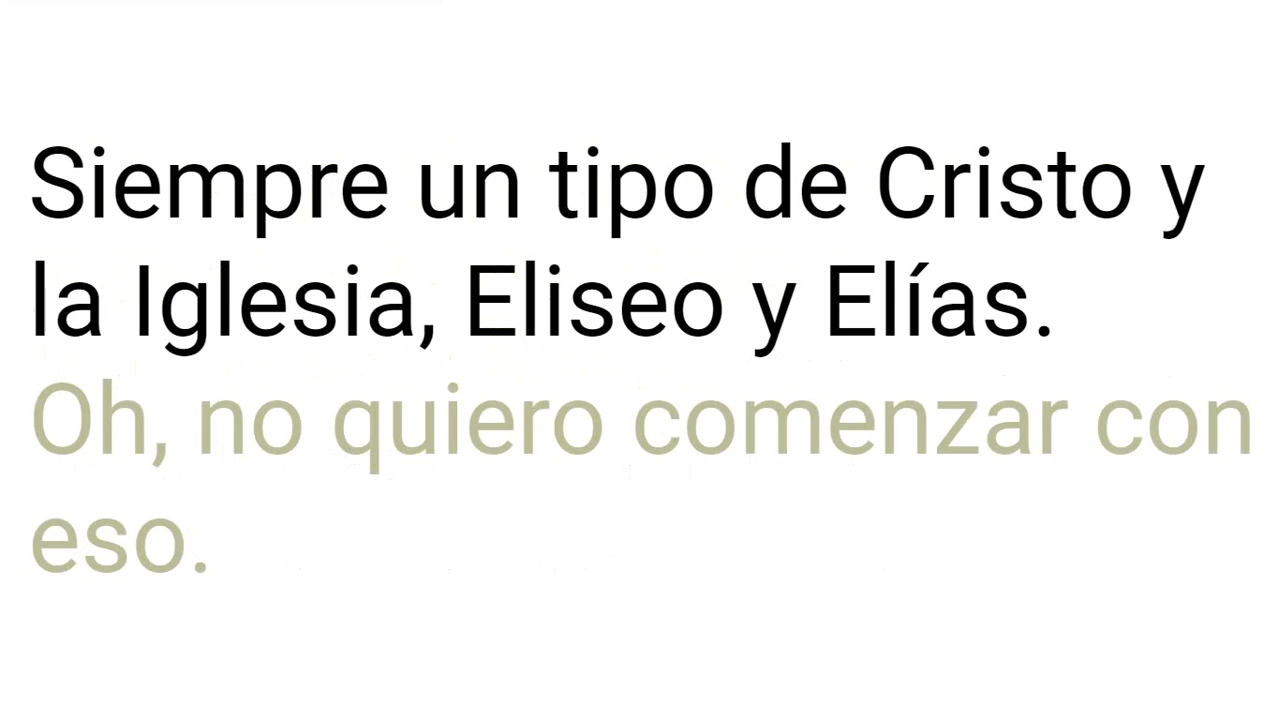 Siempre un tipo de Cristo y
la Iglesia, Eliseo y Elías.
Oh, no quiero comenzar con
eso.